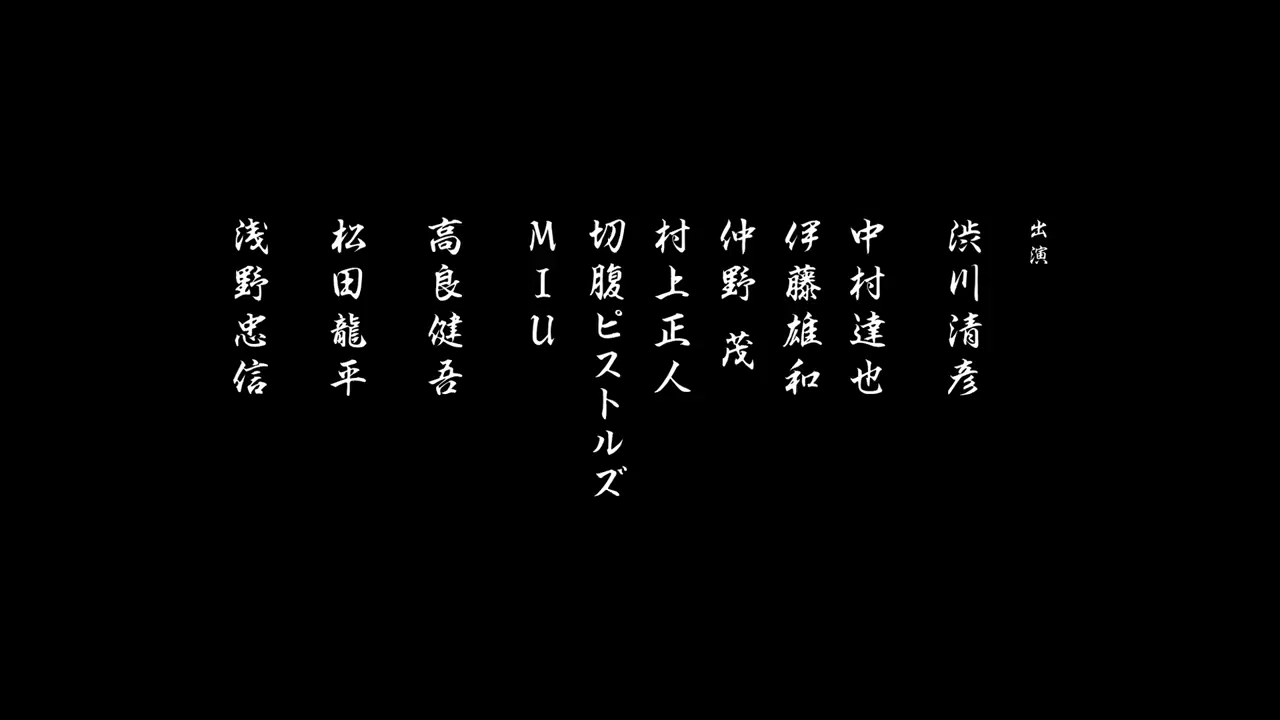 出演
渋川清彦
中村達也
伊藤雄和
仲野 茂
村上正人
切腹ピストルズ
MIU
高良健吾
松田龍平
浅野忠信